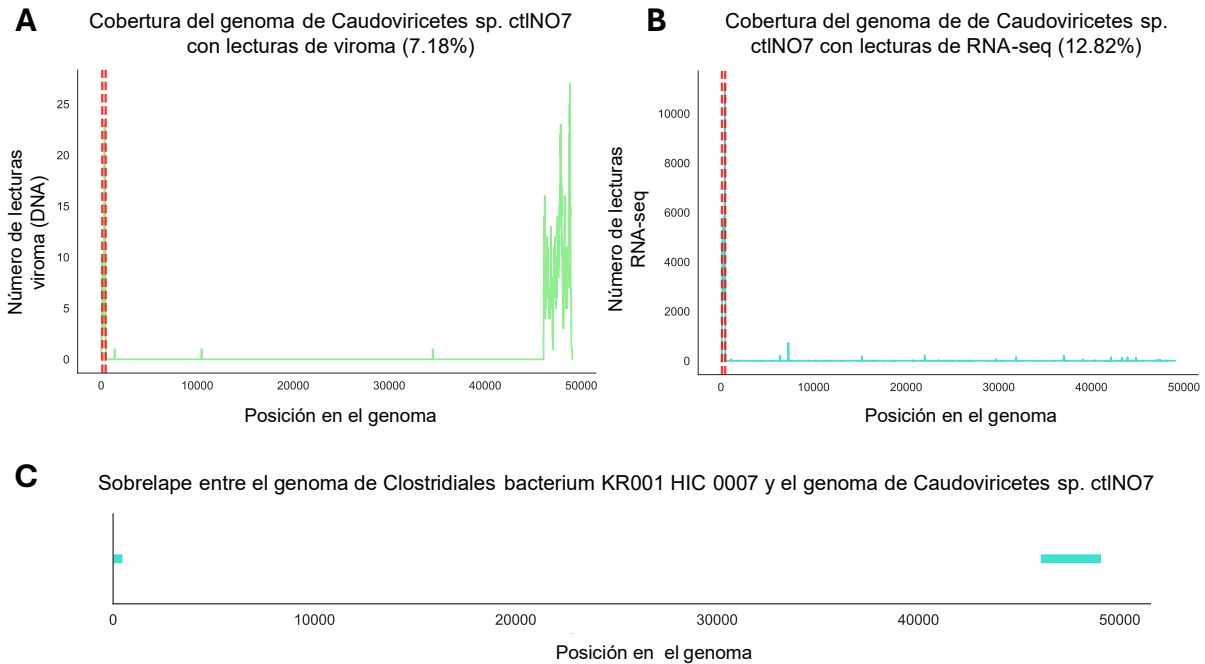 A
Cobertura del genoma de Caudoviricetes sp. ctlNO7
con lecturas de viroma (7.18%)
Número de lecturas
viroma (DNA)
25
20
15
10
5
0
0 10000 20000 30000 40000 50000
Posición en el genoma
B
Cobertura del genoma de de Caudoviricetes sp.
ctlNO7 con lecturas de RNA-seq (12.82%)
Número de lecturas
RNA-seq
10000
8000
6000
4000
2000
0
0 10000 20000 30000 40000 50000
Posición en el genoma
C
Sobrelape entre el genoma de Clostridiales bacterium KR001 HIC 0007 y el genoma de Caudoviricetes sp. ctlNO7
0 10000 20000 30000 40000 50000
Posición en el genoma